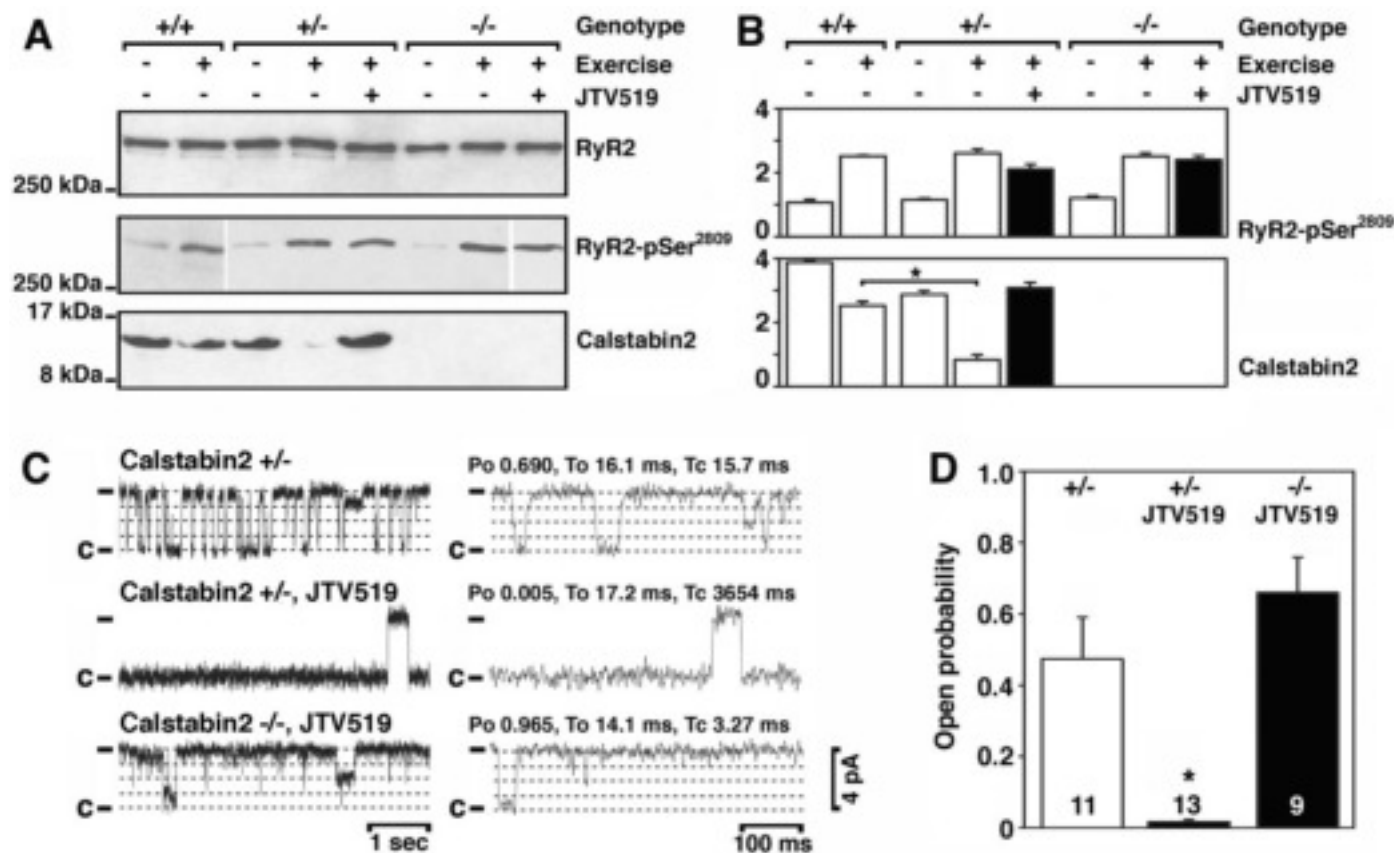 A
+/+ +/- -/- Genotype
- + - + + - + + Exercise
- - - - + - - + JTV519
RyR2
250 kDa
RyR2-pSer2809
250 kDa
17 kDa
Calstabin2
8 kDa
B
+/+ +/- -/- Genotype
- + - + + - + + Exercise
- - - - + - - + JTV519
4
2
0
RyR2-pSer2809
4
*
2
0
Calstabin2
C
Calstabin2 +/-
Po 0.690, To 16.1 ms, Tc 15.7 ms
c
c
Calstabin2 +/-, JTV519
Po 0.005, To 17.2 ms, Tc 3654 ms
c
c
Calstabin2 -/-, JTV519
Po 0.965, To 14.1 ms, Tc 3.27 ms
c
c
4 pA
1 sec
100 ms
D
Open probability
1.0
0.8
0.6
0.4
0.2
0
+/- +/- -/-
JTV519 JTV519
*
11 13 9